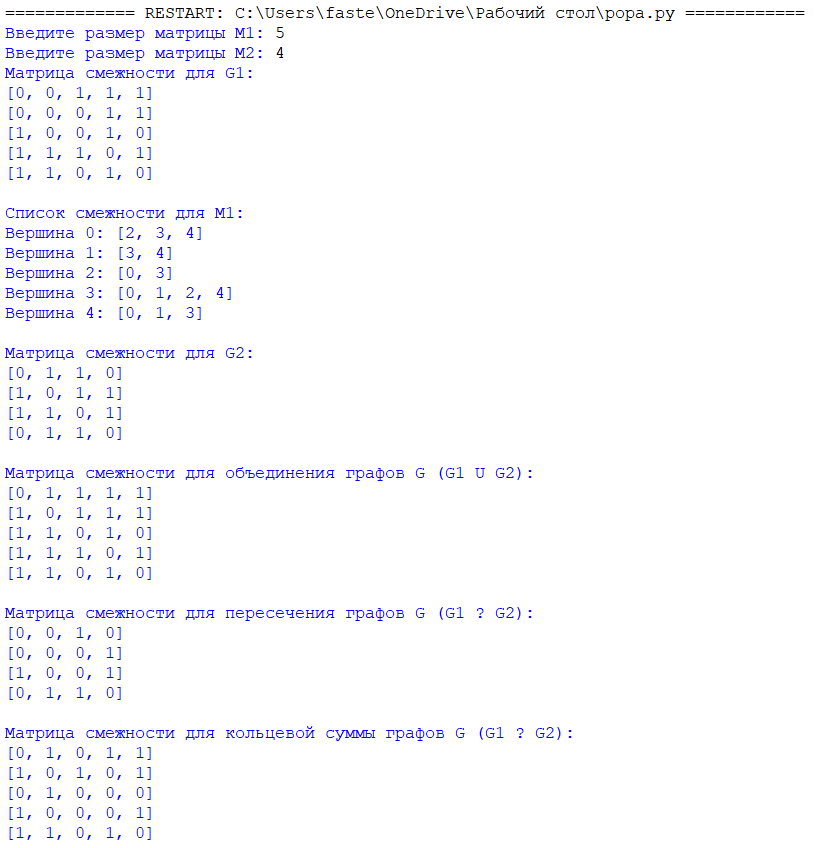 ============= RESTART: C:\Users\faste\OneDrive\Рабочий стол\popa.py ============
Введите размер матрицы M1: 5
Введите размер матрицы M2: 4
Матрица смежности для G1:
[0, 0, 1, 1, 1]
[0, 0, 0, 1, 1]
[1, 0, 0, 1, 0]
[1, 1, 1, 0, 1]
[1, 1, 0, 1, 0]
Список смежности для M1:
Вершина 0: [2, 3, 4]
Вершина 1: [3, 4]
Вершина 2: [0, 3]
Вершина 3: [0, 1, 2, 4]
Вершина 4: [0, 1, 3]
Матрица смежности для G2:
[0, 1, 1, 0]
[1, 0, 1, 1]
[1, 1, 0, 1]
[0, 1, 1, 0]
Матрица смежности для объединения графов G (G1 U G2):
[0, 1, 1, 1, 1]
[1, 0, 1, 1, 1]
[1, 1, 0, 1, 0]
[1, 1, 1, 0, 1]
[1, 1, 0, 1, 0]
Матрица смежности для пересечения графов G (G1 ? G2):
[0, 0, 1, 0]
[0, 0, 0, 1]
[1, 0, 0, 1]
[0, 1, 1, 0]
Матрица смежности для кольцевой суммы графов G (G1 ? G2):
[0, 1, 0, 1, 1]
[1, 0, 1, 0, 1]
[0, 1, 0, 0, 0]
[1, 0, 0, 0, 1]
[1, 1, 0, 1, 0]